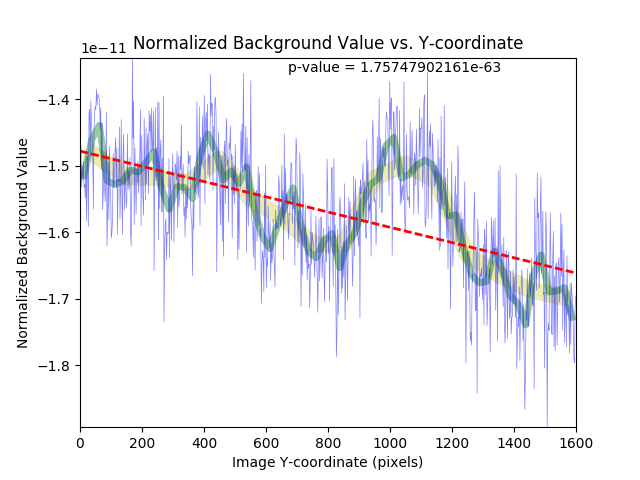 Normalized Background Value vs. Y-coordinate
1e−11
p-value = 1.75747902161e-63
−1.4
−1.5
−1.6
−1.7
−1.8
Normalized Background Value
0 200 400 600 800 1000 1200 1400 1600
Image Y-coordinate (pixels)